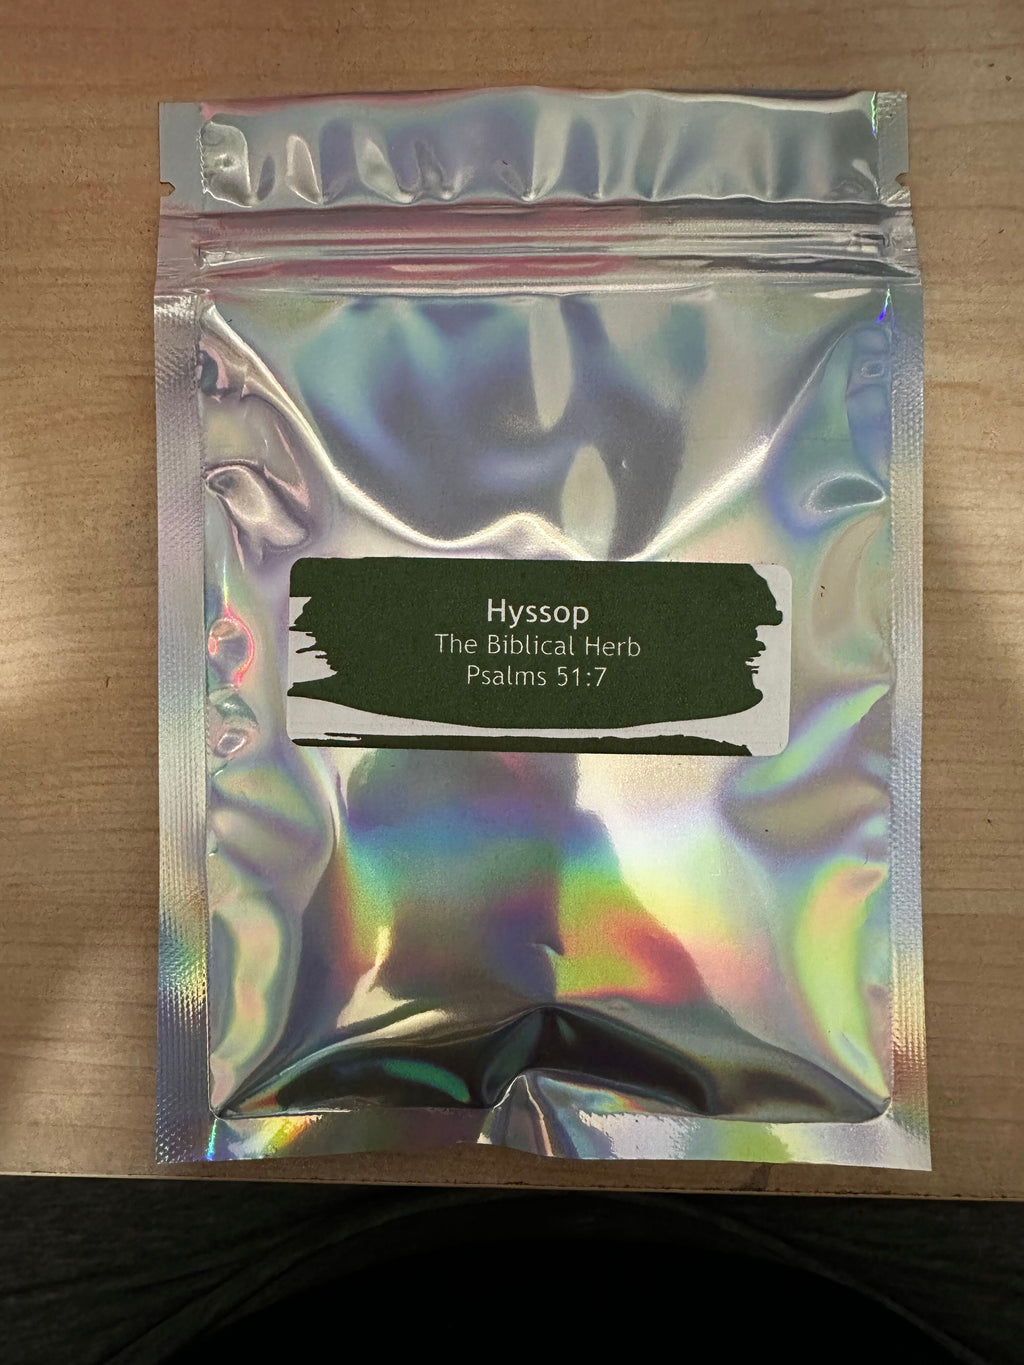 Hyssop
The Biblical Herb
Psalms 51:7